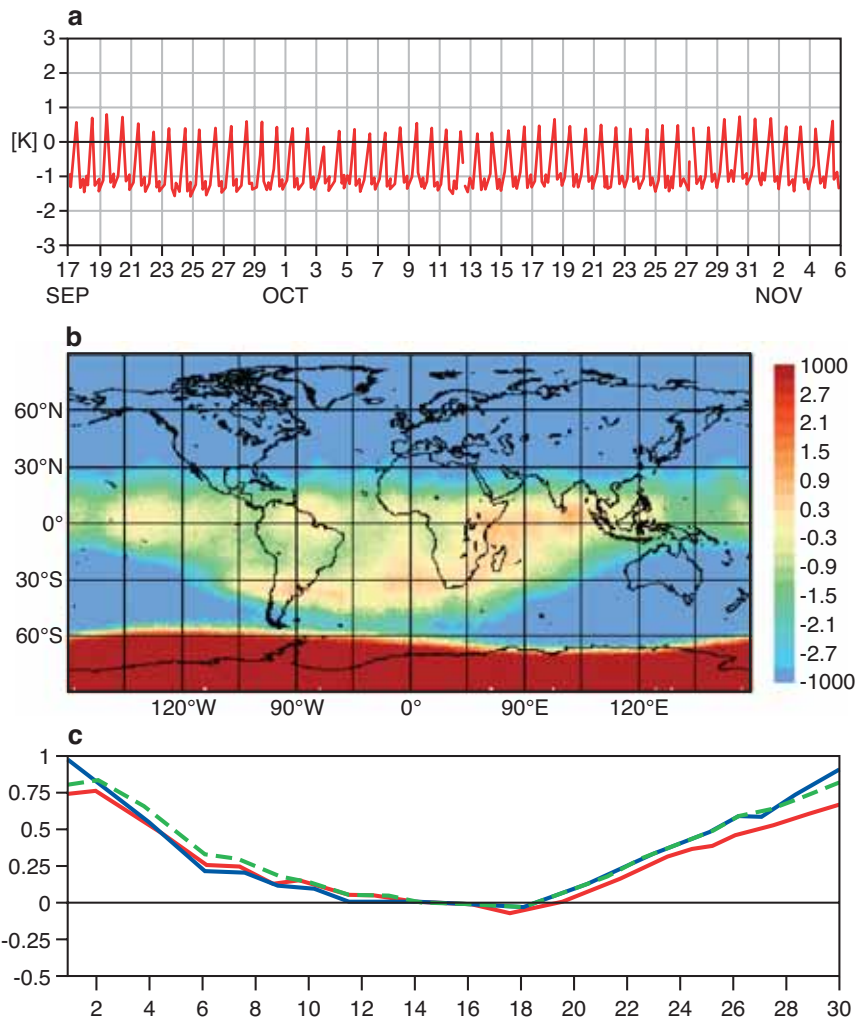 a
3
2
1
[K] 0
-1
-2
-3
17 19 21 23 25 27 29 1 3 5 7 9 11 13 15 17 19 21 23 25 27 29 31 2 4 6
SEP OCT NOV
b
60°N
30°N
0°
30°S
60°S
120°W 90°W 0° 90°E 120°E
1000
2.7
2.1
1.5
0.9
0.3
-0.3
-0.9
-1.5
-2.1
-2.7
-1000
c
1
0.75
0.5
0.25
0
-0.25
-0.5
2 4 6 8 10 12 14 16 18 20 22 24 26 28 30